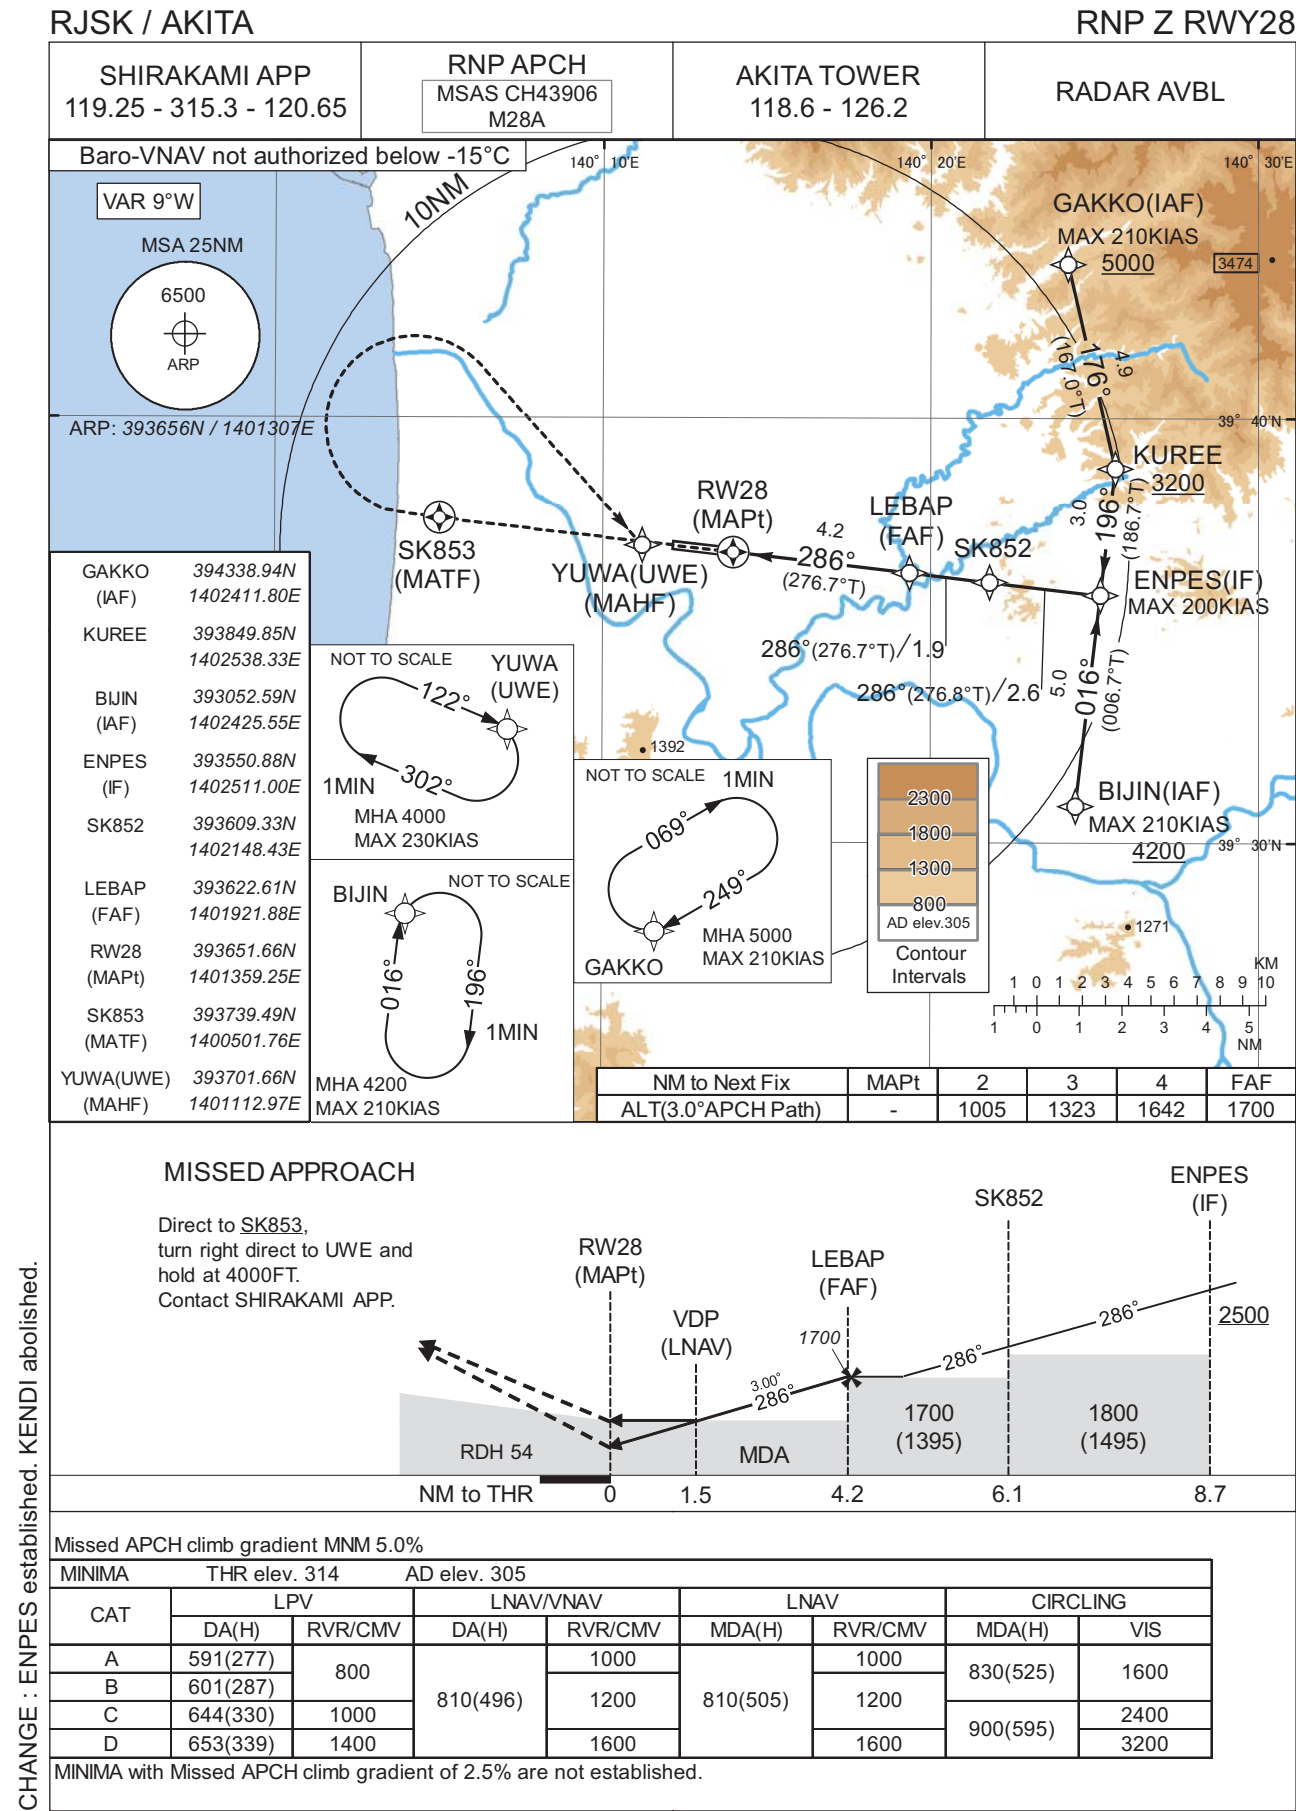 RJSK / AKITA
RNP Z RWY28
SHIRAKAMI APP
119.25 - 315.3 - 120.65
RNP APCH
MSAS CH43906
M28A
AKITA TOWER
118.6 - 126.2
RADAR AVBL
Baro-VNAV not authorized below -15°C
140° 10'E
140° 20'E
140° 30'E
VAR 9°W
10NM
MSA 25NM
6500
ARP
ARP: 393656N / 1401307E
GAKKO(IAF)
MAX 210KIAS
5000
3474
176°
(167.0°T)
4.9
39° 40'N
KUREE
3200
3.0
196°
(186.7°T)
RW28
(MAPt)
LEBAP
(FAF)
SK852
4.2
286°
(276.7°T)
SK853
(MATF)
YUWA(UWE)
(MAHF)
ENPES(IF)
MAX 200KIAS
286°(276.7°T)/1.9
286°(276.8°T)/2.6
5.0
016°
(006.7°T)
BIJIN(IAF)
MAX 210KIAS
4200
39° 30'N
1392
1271
GAKKO 394338.94N
(IAF) 1402411.80E
KUREE 393849.85N
1402538.33E
BIJIN 393052.59N
(IAF) 1402425.55E
ENPES 393550.88N
(IF) 1402511.00E
SK852 393609.33N
1402148.43E
LEBAP 393622.61N
(FAF) 1401921.88E
RW28 393651.66N
(MAPt) 1401359.25E
SK853 393739.49N
(MATF) 1400501.76E
YUWA(UWE) 393701.66N
(MAHF) 1401112.97E
NOT TO SCALE
YUWA
(UWE)
122°
302°
1MIN
MHA 4000
MAX 230KIAS
BIJIN
NOT TO SCALE
016°
196°
1MIN
MHA 4200
MAX 210KIAS
NOT TO SCALE
1MIN
069°
249°
GAKKO
MHA 5000
MAX 210KIAS
2300
1800
1300
800
AD elev.305
Contour
Intervals
KM
1 0 1 2 3 4 5 6 7 8 9 10
1 0 1 2 3 4 5
NM
NM to Next Fix MAPt 2 3 4 FAF
ALT(3.0°APCH Path) - 1005 1323 1642 1700
MISSED APPROACH
Direct to SK853,
turn right direct to UWE and
hold at 4000FT.
Contact SHIRAKAMI APP.
RW28
(MAPt)
VDP
(LNAV)
LEBAP
(FAF)
SK852
ENPES
(IF)
1700
3.00°
286°
286°
286°
2500
RDH 54
MDA
1700
(1395)
1800
(1495)
NM to THR 0 1.5 4.2 6.1 8.7
CHANGE : ENPES established. KENDI abolished.
Missed APCH climb gradient MNM 5.0%
MINIMA THR elev. 314 AD elev. 305
CAT LPV LNAV/VNAV LNAV CIRCLING
DA(H) RVR/CMV DA(H) RVR/CMV MDA(H) RVR/CMV MDA(H) VIS
A 591(277) 800 810(496) 1000 810(505) 1000 830(525) 1600
B 601(287) 1200 1200
C 644(330) 1000 900(595) 2400
D 653(339) 1400 1600 1600 3200
MINIMA with Missed APCH climb gradient of 2.5% are not established.